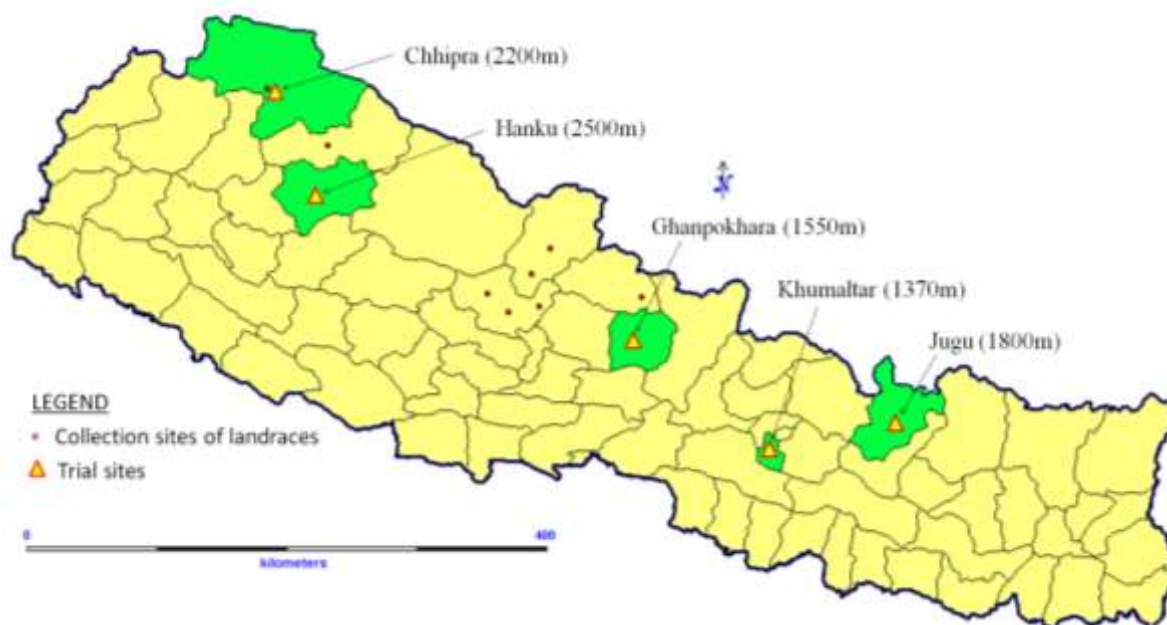 Chhipra (2200m)
Hanku (2500m)
Ghanpokhara (1550m)
Khumaltar (1370m)
Jugu (1800m)
LEGEND
Collection sites of landraces
Trial sites
0 400
kilometers